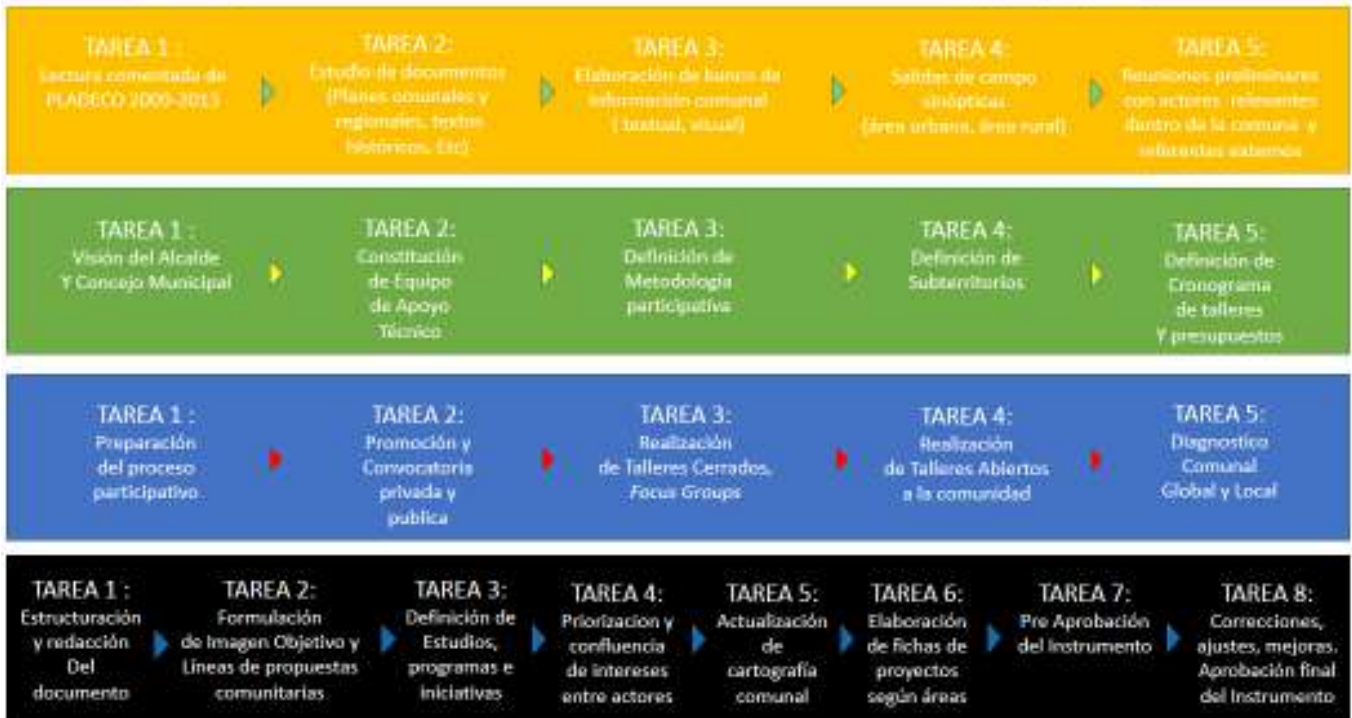 TAREA 1 :
Lectura comentada de
PLADECO 2009-2013
TAREA 2:
Estudio de documentos
(Planes comunales y
regionales, textos
históricos, Etc)
TAREA 3:
Elaboración de banco de
información comunal
( textual, visual)
TAREA 4:
Salidas de campo
sinópticas
(área urbana, área rural)
TAREA 5:
Reuniones preliminares
con actores relevantes
dentro de la comuna y
externos
TAREA 1 :
Visión del Alcalde
Y Concejo Municipal
TAREA 2:
Constitución
de Equipo
de Apoyo
Técnico
TAREA 3:
Definición de
Metodología
participativa
TAREA 4:
Definición de
Subterritorios
TAREA 5:
Definición de
Cronograma
de talleres
Y presupuestos
TAREA 1 :
Preparación
del proceso
participativo
TAREA 2:
Promoción y
Convocatoria
privada y
publica
TAREA 3:
Realización
de Talleres Cerrados,
Focus Groups
TAREA 4:
Realización
de Talleres Abiertos
a la comunidad
TAREA 5:
Diagnostico
Comunal
Global y Local
TAREA 1 :
Estructuración
y redacción
Del
documento
TAREA 2:
Formulación
de Imagen Objetivo y
Líneas de propuestas
comunitarias
TAREA 3:
Definición de
Estudios,
programas e
iniciativas
TAREA 4:
Priorizacion y
confluencia
de intereses
entre actores
TAREA 5:
Actualización
de
cartografía
comunal
TAREA 6:
Elaboración
de fichas de
proyectos
según áreas
TAREA 7:
Pre Aprobación
del Instrumento
TAREA 8:
Correcciones,
ajustes, mejoras.
Aprobación final
del Instrumento